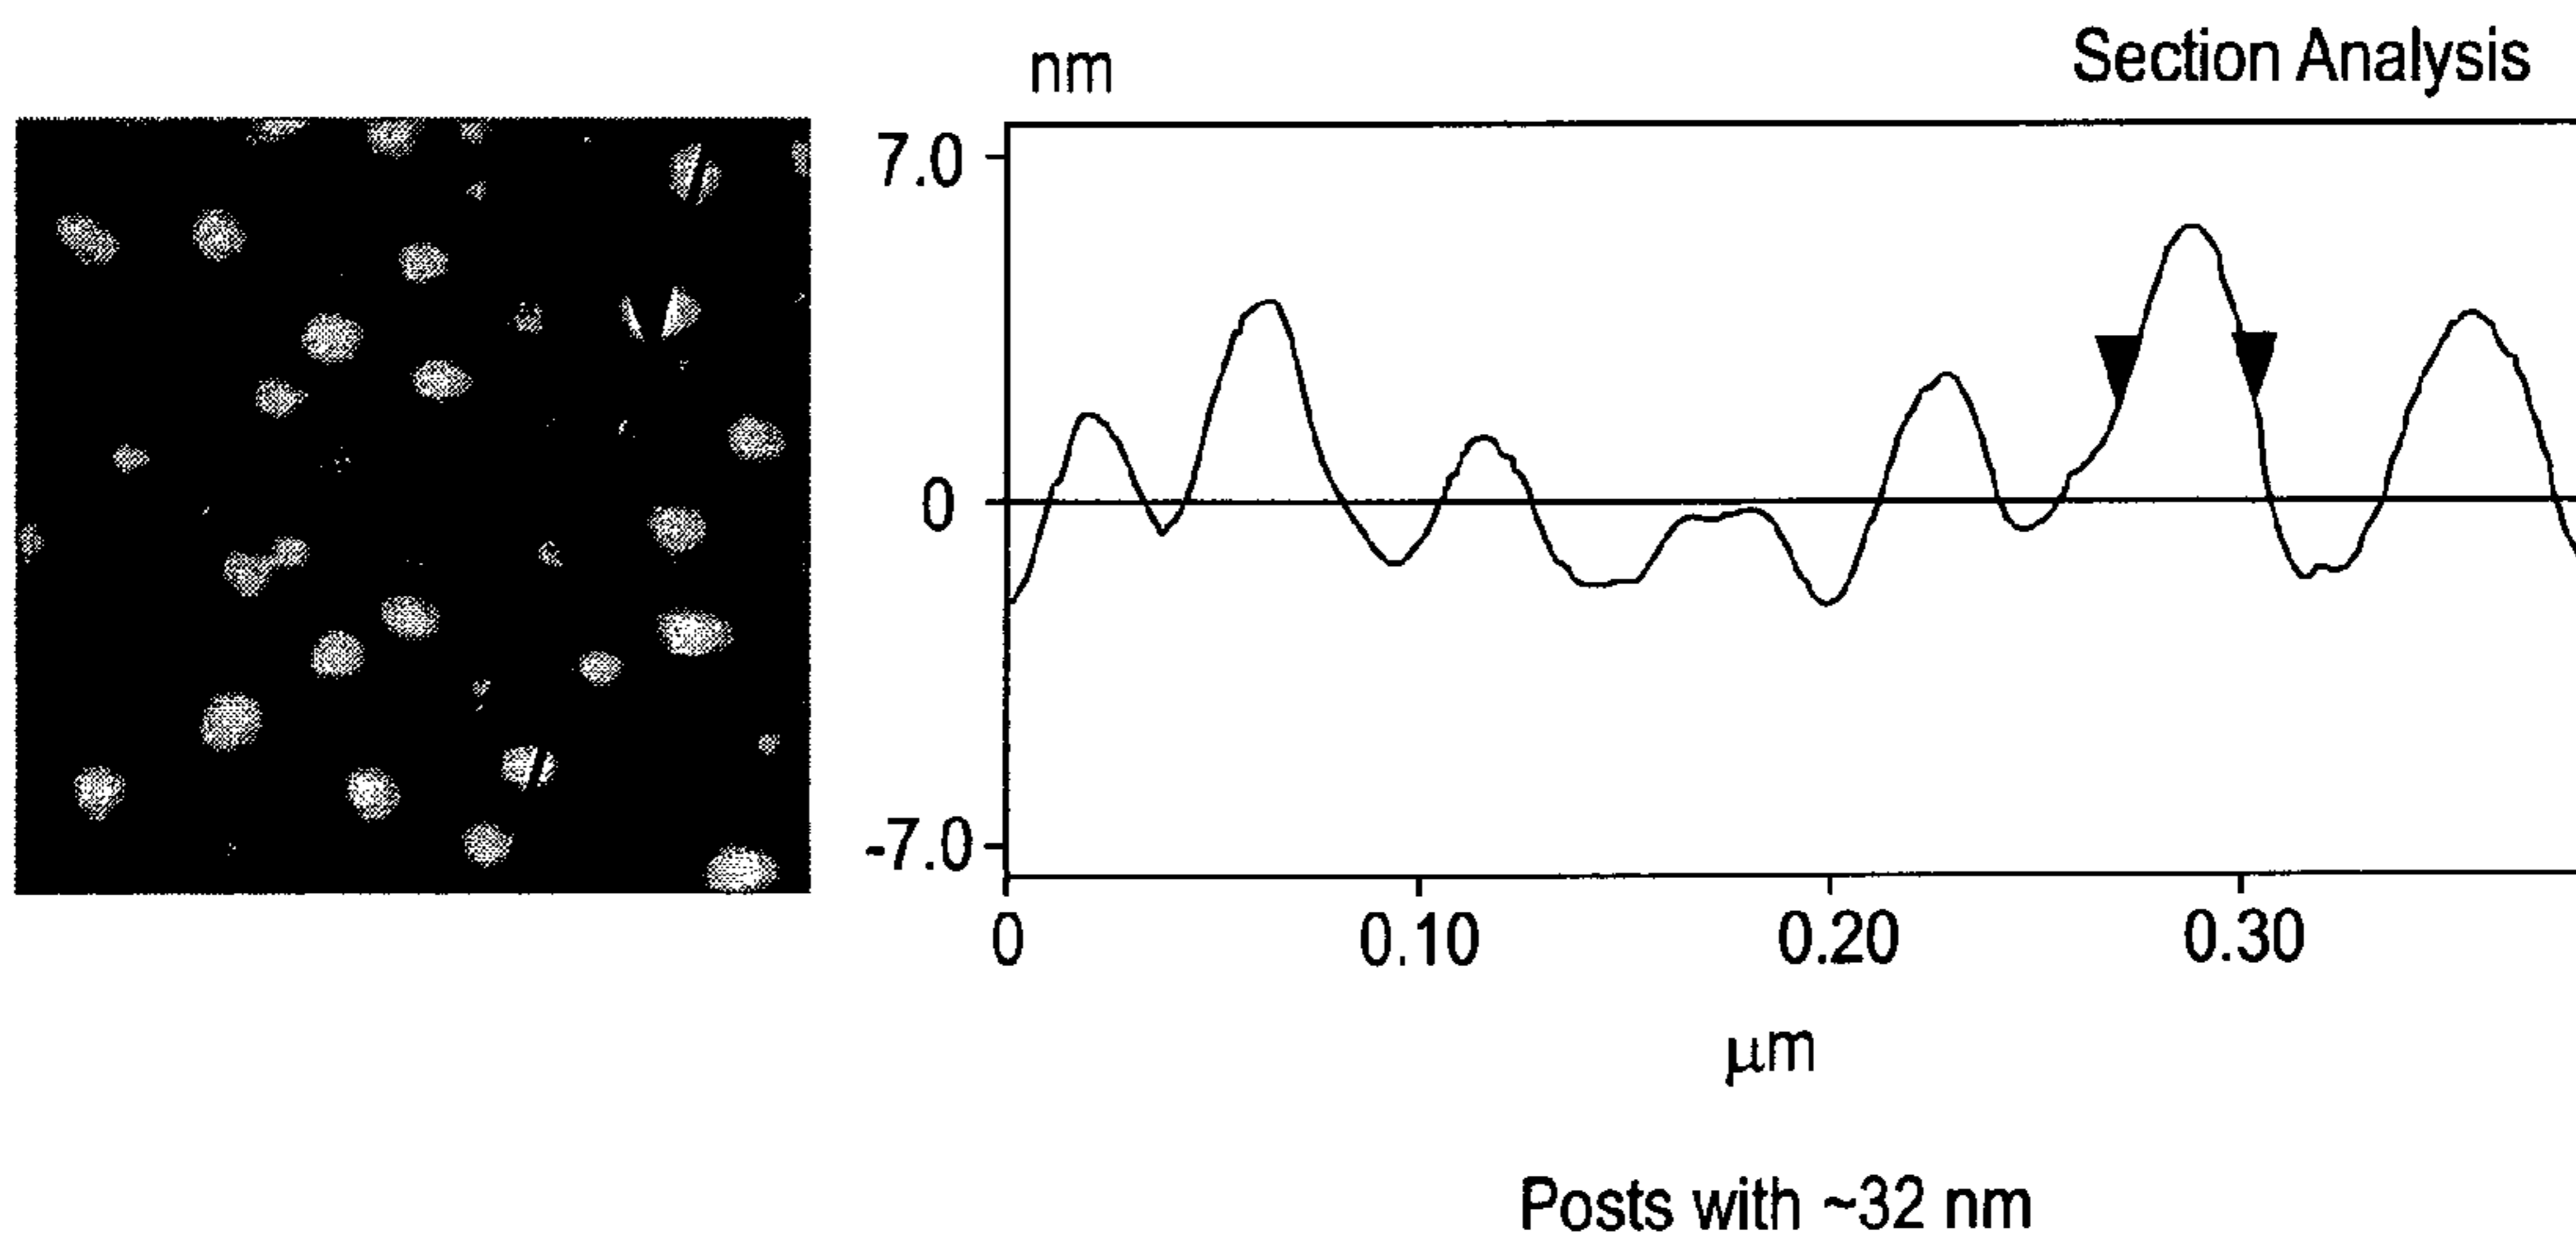 Section Analysis
nm
7.0
0
-7.0
0 0.10 0.20 0.30
µm
Posts with ~32 nm